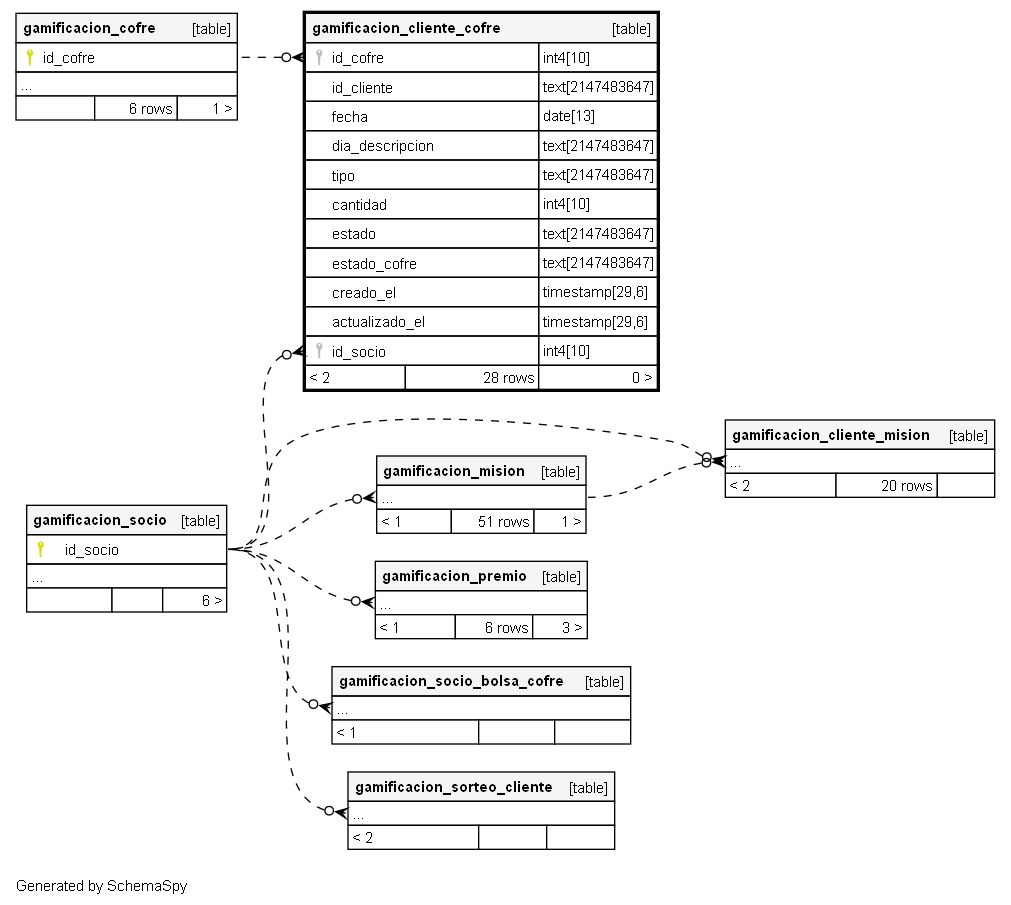 gamificacion_cofre [table]
id_cofre
...
6 rows 1 >
gamificacion_cliente_cofre [table]
id_cofre int4[10]
id_cliente text[2147483647]
fecha date[13]
dia_descripcion text[2147483647]
tipo text[2147483647]
cantidad int4[10]
estado text[2147483647]
estado_cofre text[2147483647]
creado_el timestamp[29,6]
actualizado_el timestamp[29,6]
id_socio int4[10]
< 2 28 rows 0 >
gamificacion_cliente_mision [table]
...
< 2 20 rows
gamificacion_mision [table]
...
< 1 51 rows 1 >
gamificacion_socio [table]
id_socio
...
6 >
gamificacion_premio [table]
...
< 1 6 rows 3 >
gamificacion_socio_bolsa_cofre [table]
...
< 1
gamificacion_sorteo_cliente [table]
...
< 2
Generated by SchemaSpy